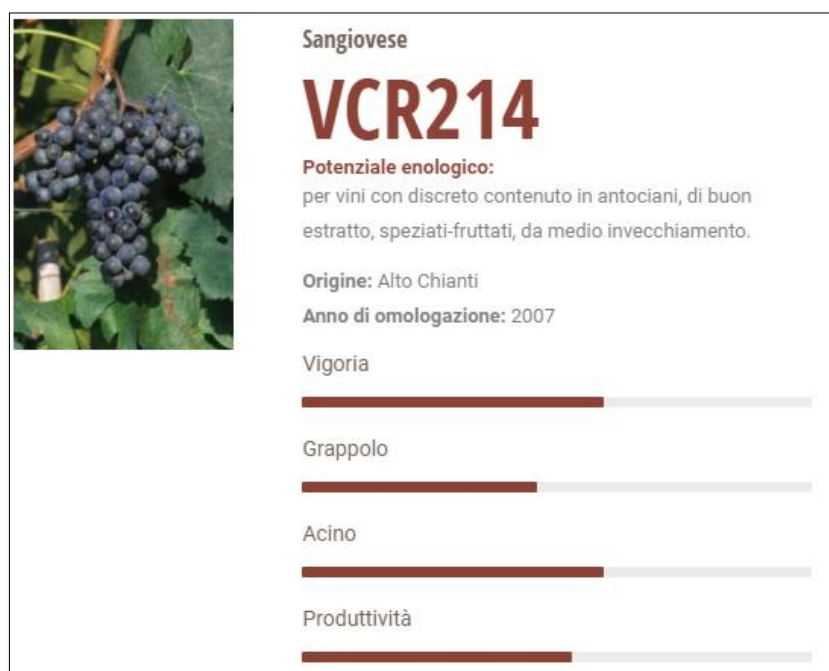 Sangiovese
VCR214
Potenziale enologico:
per vini con discreto contenuto in antociani, di buon
estratto, speziati-fruttati, da medio invecchiamento.
Origine: Alto Chianti
Anno di omologazione: 2007
Vigoria
Grappolo
Acino
Produttività